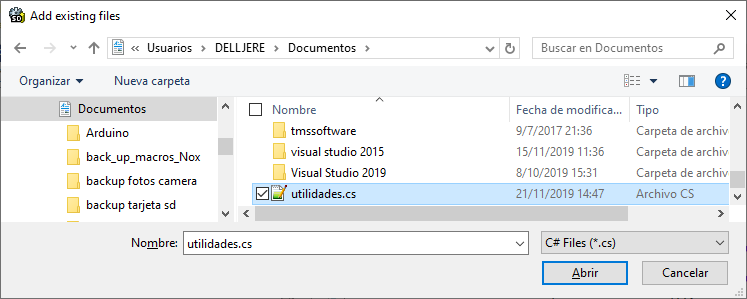 Add existing files
« Usuarios > DELLJERE > Documentos >
Buscar en Documentos
Organizar
Nueva carpeta
Documentos
Arduino
back_up_macros_Nox
backup fotos camera
backup tarjeta sd
Nombre Fecha de modifica... Tipo
tmssoftware 9/7/2017 21:36 Carpeta de archiv
visual studio 2015 15/11/2019 11:36 Carpeta de archiv
Visual Studio 2019 8/10/2019 15:31 Carpeta de archiv
utilidades.cs 21/11/2019 14:47 Archivo CS
Nombre: utilidades.cs
C# Files (*.cs)
Abrir
Cancelar